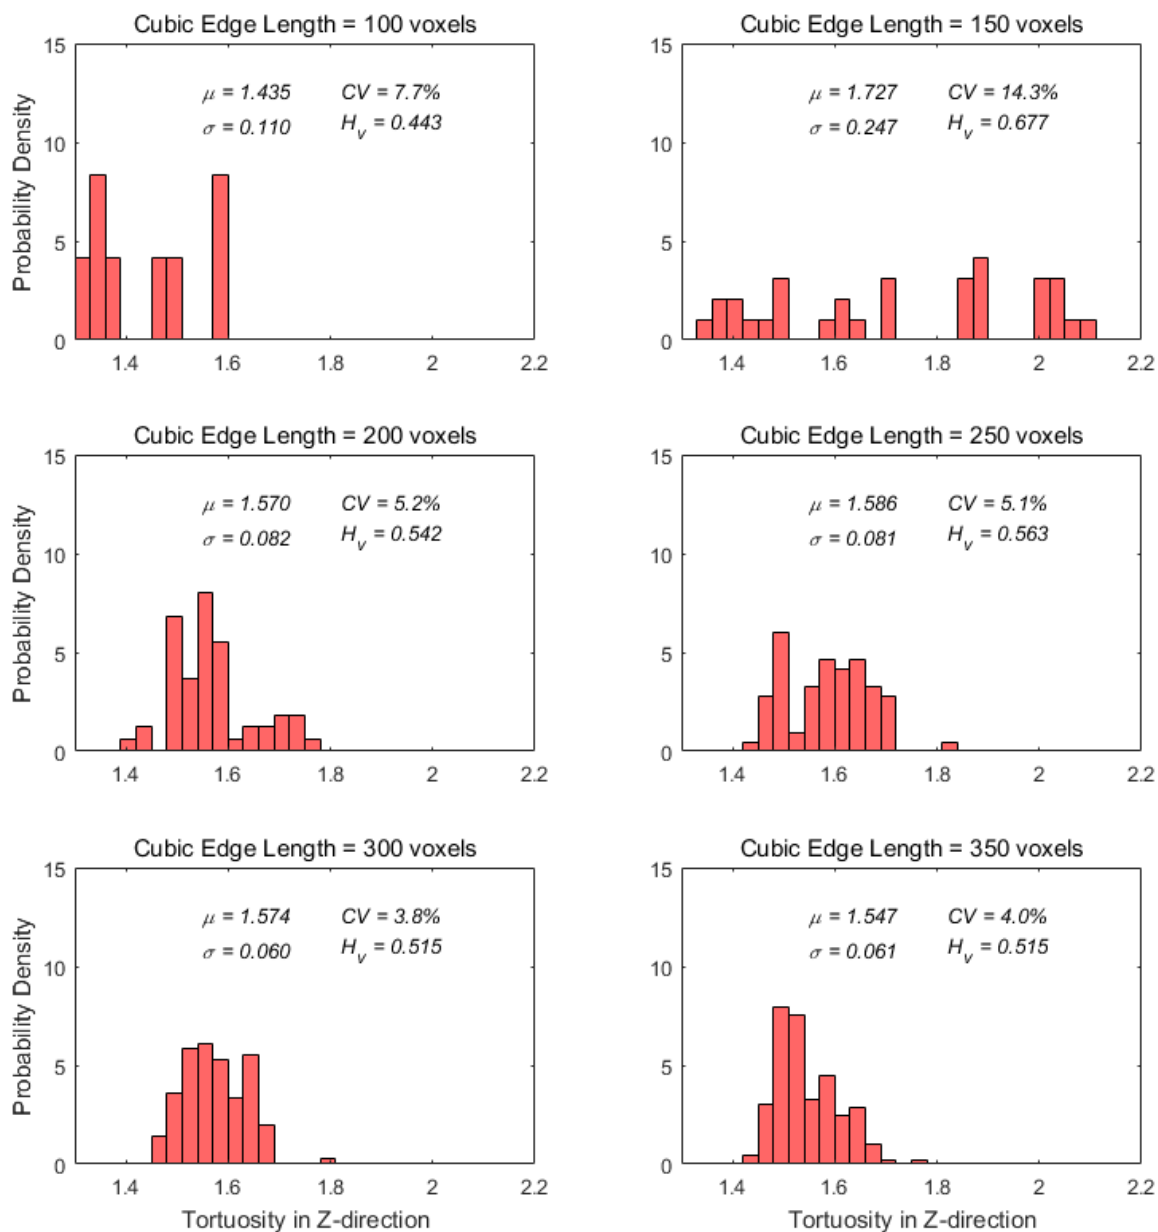 Cubic Edge Length = 100 voxels
15
10
5
0
Probability Density
μ = 1.435 CV = 7.7%
σ = 0.110 H_v = 0.443
1.4 1.6 1.8 2 2.2
Cubic Edge Length = 150 voxels
15
10
5
0
μ = 1.727 CV = 14.3%
σ = 0.247 H_v = 0.677
1.4 1.6 1.8 2 2.2
Cubic Edge Length = 200 voxels
15
10
5
0
Probability Density
μ = 1.570 CV = 5.2%
σ = 0.082 H_v = 0.542
1.4 1.6 1.8 2 2.2
Cubic Edge Length = 250 voxels
15
10
5
0
μ = 1.586 CV = 5.1%
σ = 0.081 H_v = 0.563
1.4 1.6 1.8 2 2.2
Cubic Edge Length = 300 voxels
15
10
5
0
Probability Density
μ = 1.574 CV = 3.8%
σ = 0.060 H_v = 0.515
1.4 1.6 1.8 2 2.2
Tortuosity in Z-direction
Cubic Edge Length = 350 voxels
15
10
5
0
μ = 1.547 CV = 4.0%
σ = 0.061 H_v = 0.515
1.4 1.6 1.8 2 2.2
Tortuosity in Z-direction